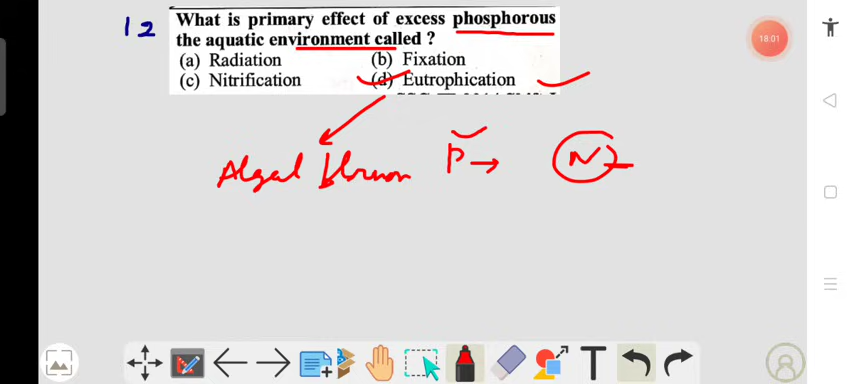 12 What is primary effect of excess phosphorous
the aquatic environment called ?
(a) Radiation (b) Fixation
(c) Nitrification (d) Eutrophication
Algal P → N2
18:01
T